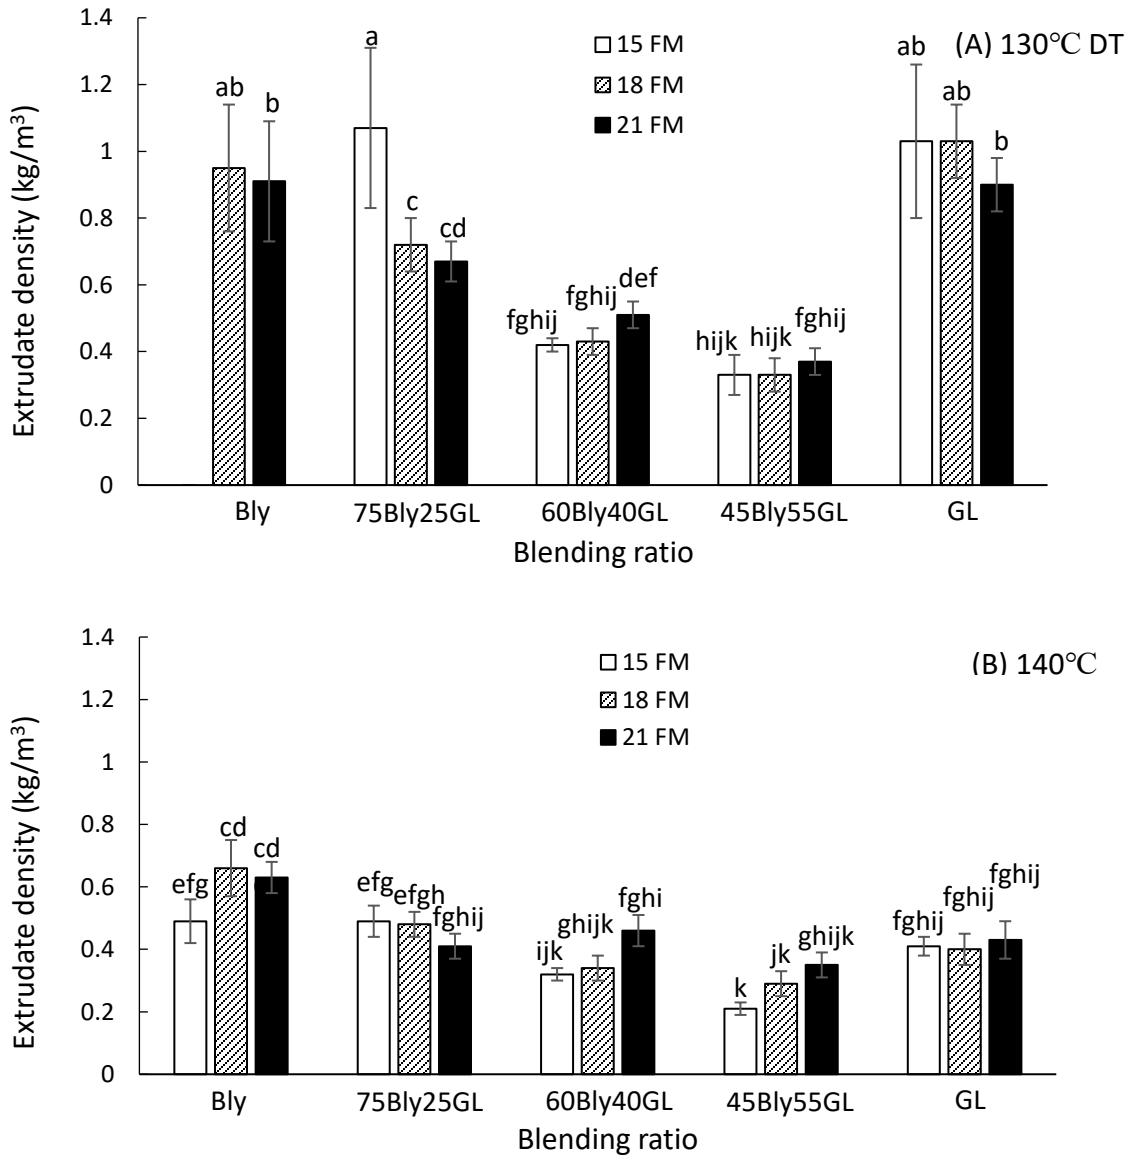 (A) 130℃ DT
15 FM
18 FM
21 FM
Extrudate density (kg/m³)
1.4
1.2
1
0.8
0.6
0.4
0.2
0
ab
b
a
c
cd
fghij
fghij
def
hijk
hijk
fghij
ab
ab
b
Bly
75Bly25GL
60Bly40GL
45Bly55GL
GL
Blending ratio
(B) 140℃
15 FM
18 FM
21 FM
Extrudate density (kg/m³)
1.4
1.2
1
0.8
0.6
0.4
0.2
0
efg
cd
cd
efg
efgh
fghij
ijk
ghijk
fghi
k
jk
ghijk
fghij
fghij
fghij
Bly
75Bly25GL
60Bly40GL
45Bly55GL
GL
Blending ratio